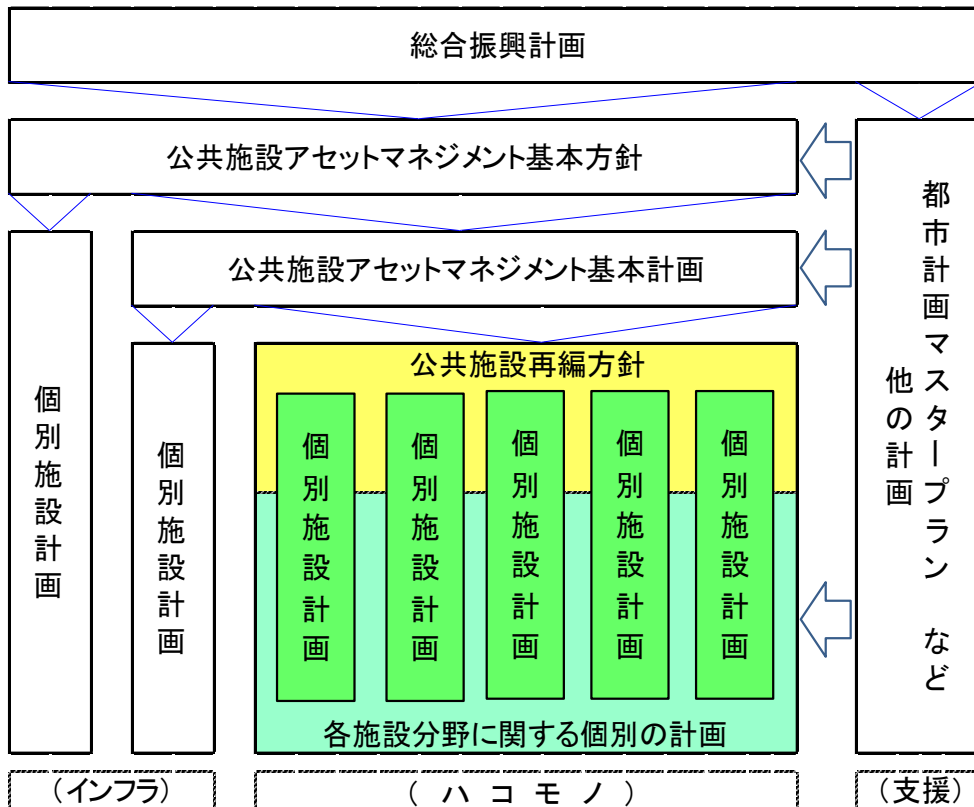 総合振興計画
公共施設アセットマネジメント基本方針
公共施設アセットマネジメント基本計画
公共施設再編方針
個別施設計画
個別施設計画
個別施設計画
個別施設計画
個別施設計画
個別施設計画
個別施設計画
各施設分野に関する個別の計画
都市計画マスタープラン など
他の計画
（インフラ）
（ハコモノ）
（支援）